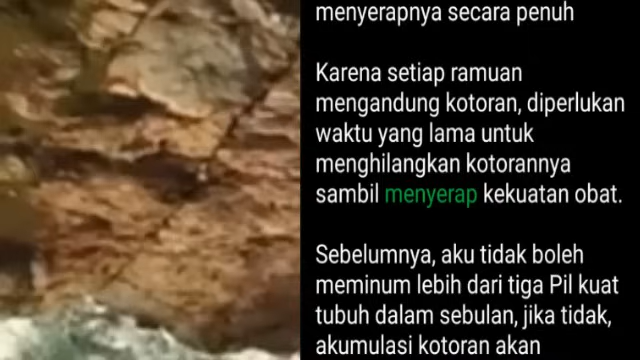 menyerapnya secara penuh
Karena setiap ramuan
mengandung kotoran, diperlukan
waktu yang lama untuk
menghilangkan kotorannya
sambil menyerap kekuatan obat.
Sebelumnya, aku tidak boleh
meminum lebih dari tiga Pil kuat
tubuh dalam sebulan, jika tidak,
akumulasi kotoran akan